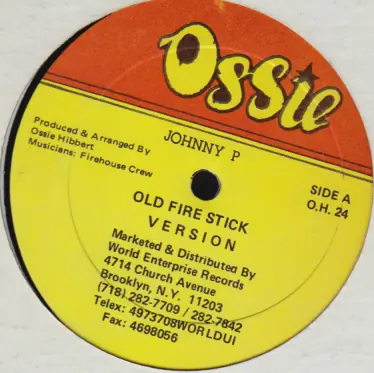 Ossie
JOHNNY P
Produced & Arranged By
Ossie Hibbert
Musicians: Firehouse Crew
SIDE A
O.H. 24
OLD FIRE STICK
VERSION
Marketed & Distributed By
World Enterprise Records
4714 Church Avenue
Brooklyn, N.Y. 11203
(718) 282-7709 / 282-7842
Telex: 4973708WORLDUI
Fax: 4698056